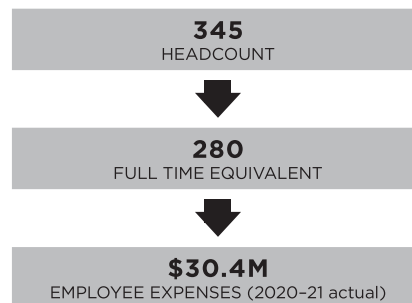 345
HEADCOUNT
280
FULL TIME EQUIVALENT
$30.4M
EMPLOYEE EXPENSES (2020–21 actual)